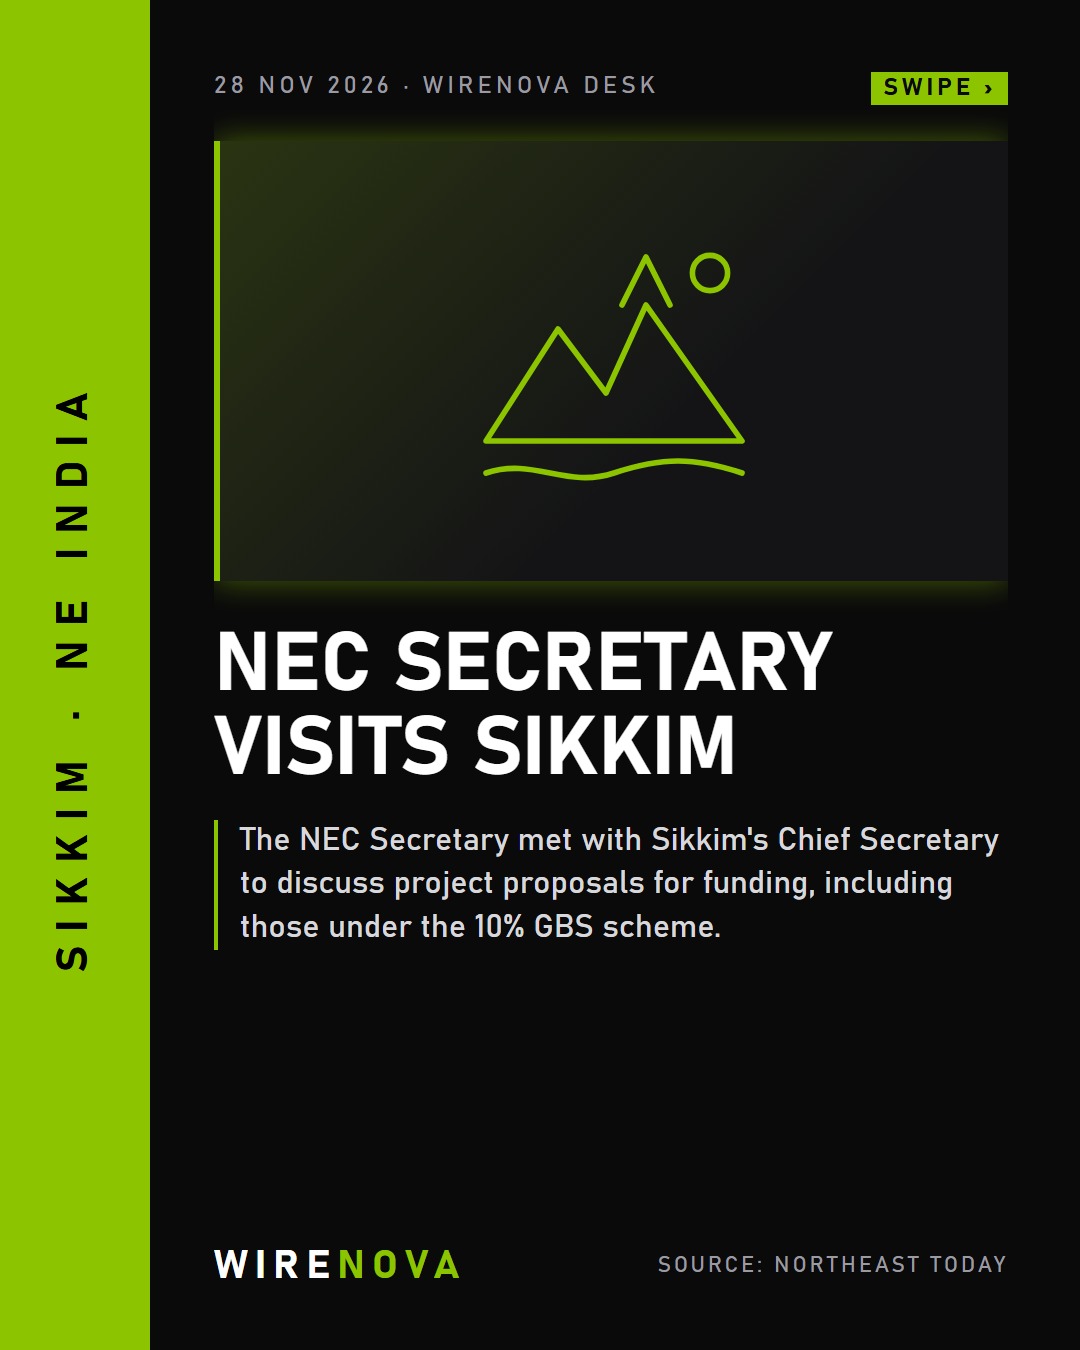 SIKKIM · NE INDIA
28 NOV 2026 · WIRENOVA DESK
SWIPE ›
NEC SECRETARY
VISITS SIKKIM
The NEC Secretary met with Sikkim's Chief Secretary
to discuss project proposals for funding, including
those under the 10% GBS scheme.
WIRENOVA
SOURCE: NORTHEAST TODAY